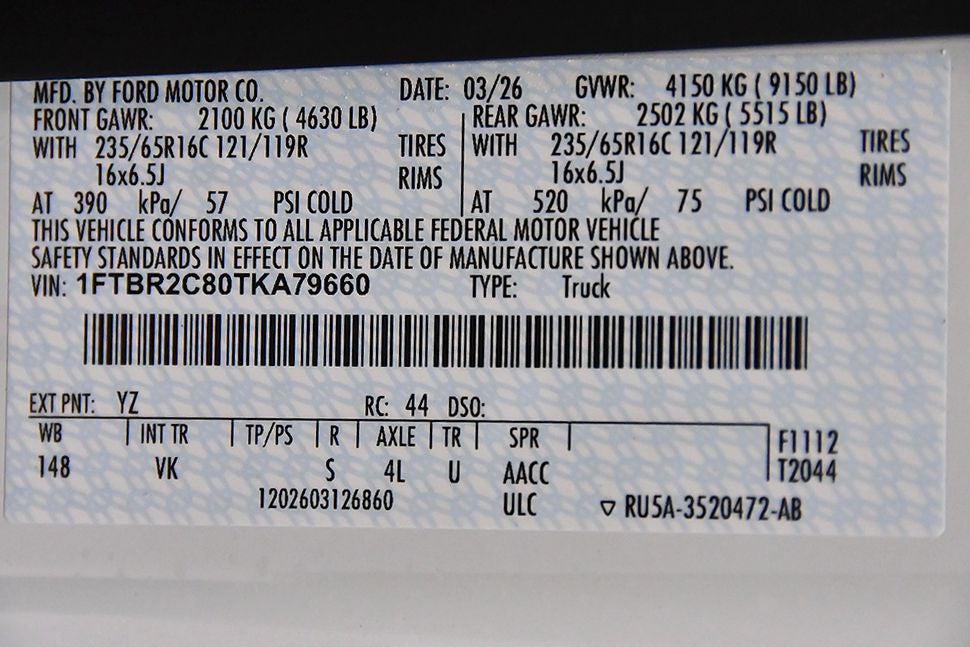 MFD. BY FORD MOTOR CO. DATE: 03/26 GVWR: 4150 KG ( 9150 LB)
FRONT GAWR: 2100 KG ( 4630 LB) REAR GAWR: 2502 KG ( 5515 LB)
WITH 235/65R16C 121/119R TIRES WITH 235/65R16C 121/119R TIRES
16x6.5J RIMS 16x6.5J RIMS
AT 390 kPa/ 57 PSI COLD AT 520 kPa/ 75 PSI COLD
THIS VEHICLE CONFORMS TO ALL APPLICABLE FEDERAL MOTOR VEHICLE
SAFETY STANDARDS IN EFFECT ON THE DATE OF MANUFACTURE SHOWN ABOVE.
VIN: 1FTBR2C80TKA79660 TYPE: Truck
EXT PNT: YZ RC: 44 DSO:
WB INT TR TP/PS R AXLE TR SPR F1112
148 VK S 4L U AACC T2044
1202603126860 ULC ▽ RU5A-3520472-AB